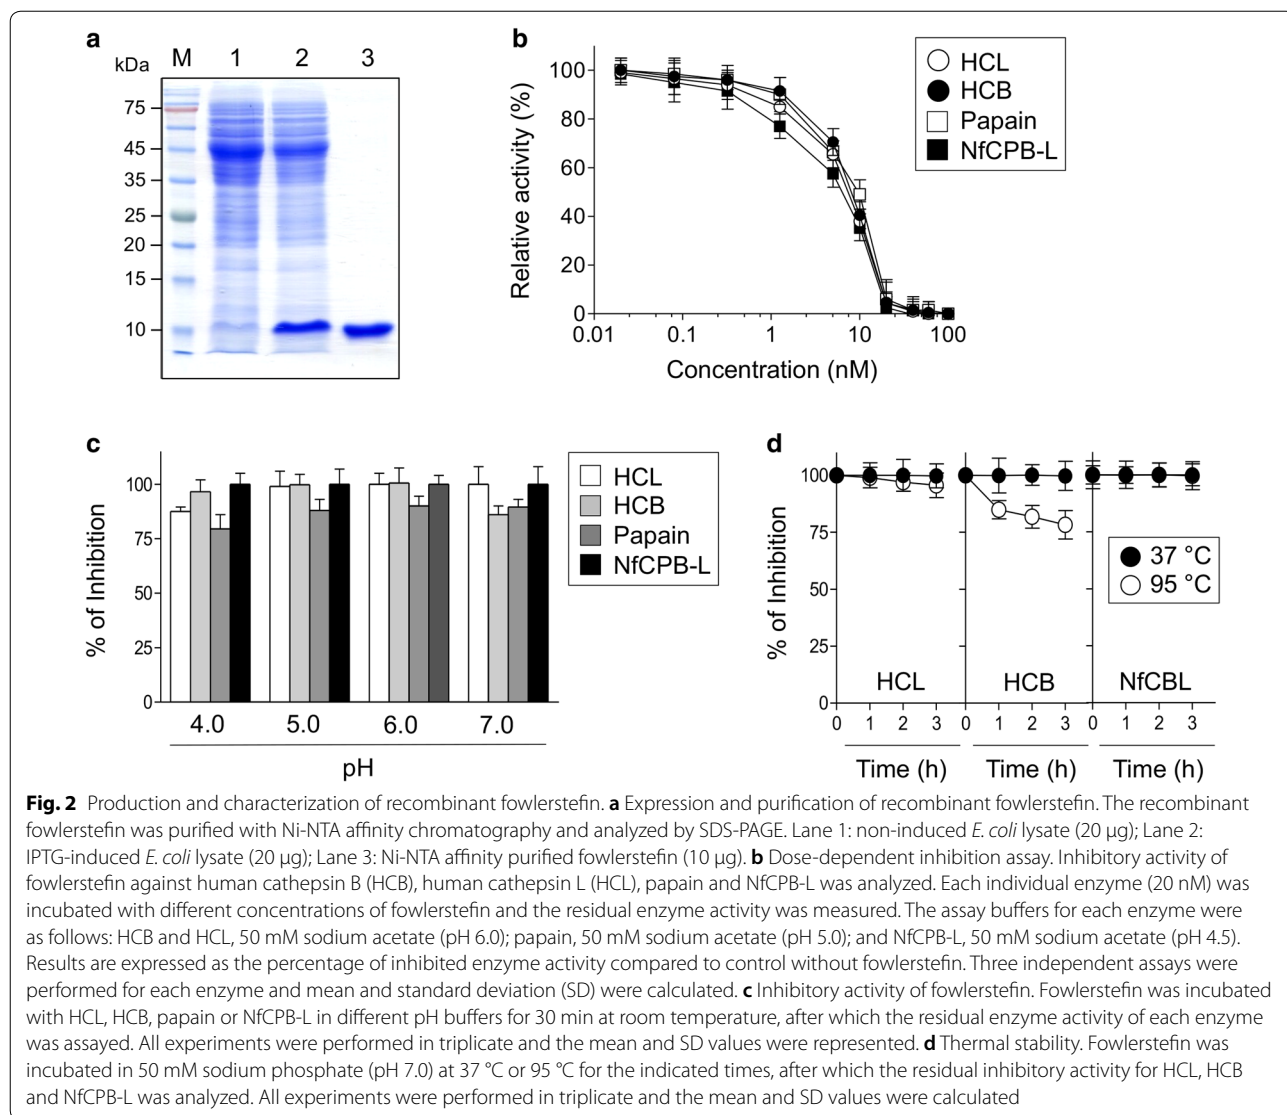 a
kDa M 1 2 3
75
45
35
25
20
15
10
b
Relative activity (%)
100
80
60
40
20
0
0.01 0.1 1 10 100
Concentration (nM)
HCL
HCB
Papain
NfCPB-L
c
% of Inhibition
100
75
50
25
0
4.0 5.0 6.0 7.0
pH
HCL
HCB
Papain
NfCPB-L
d
% of Inhibition
100
75
50
25
0
HCL HCB NfCBL
0 1 2 3 0 1 2 3 0 1 2 3
Time (h) Time (h) Time (h)
37 °C
95 °C
Fig. 2 Production and characterization of recombinant fowlerstefin. a Expression and purification of recombinant fowlerstefin. The recombinant
fowlerstefin was purified with Ni-NTA affinity chromatography and analyzed by SDS-PAGE. Lane 1: non-induced E. coli lysate (20 µg); Lane 2:
IPTG-induced E. coli lysate (20 µg); Lane 3: Ni-NTA affinity purified fowlerstefin (10 µg). b Dose-dependent inhibition assay. Inhibitory activity of
fowlerstefin against human cathepsin B (HCB), human cathepsin L (HCL), papain and NfCPB-L was analyzed. Each individual enzyme (20 nM) was
incubated with different concentrations of fowlerstefin and the residual enzyme activity was measured. The assay buffers for each enzyme were
as follows: HCB and HCL, 50 mM sodium acetate (pH 6.0); papain, 50 mM sodium acetate (pH 5.0); and NfCPB-L, 50 mM sodium acetate (pH 4.5).
Results are expressed as the percentage of inhibited enzyme activity compared to control without fowlerstefin. Three independent assays were
performed for each enzyme and mean and standard deviation (SD) were calculated. c Inhibitory activity of fowlerstefin. Fowlerstefin was incubated
with HCL, HCB, papain or NfCPB-L in different pH buffers for 30 min at room temperature, after which the residual enzyme activity of each enzyme
was assayed. All experiments were performed in triplicate and the mean and SD values were represented. d Thermal stability. Fowlerstefin was
incubated in 50 mM sodium phosphate (pH 7.0) at 37 °C or 95 °C for the indicated times, after which the residual inhibitory activity for HCL, HCB
and NfCPB-L was analyzed. All experiments were performed in triplicate and the mean and SD values were calculated